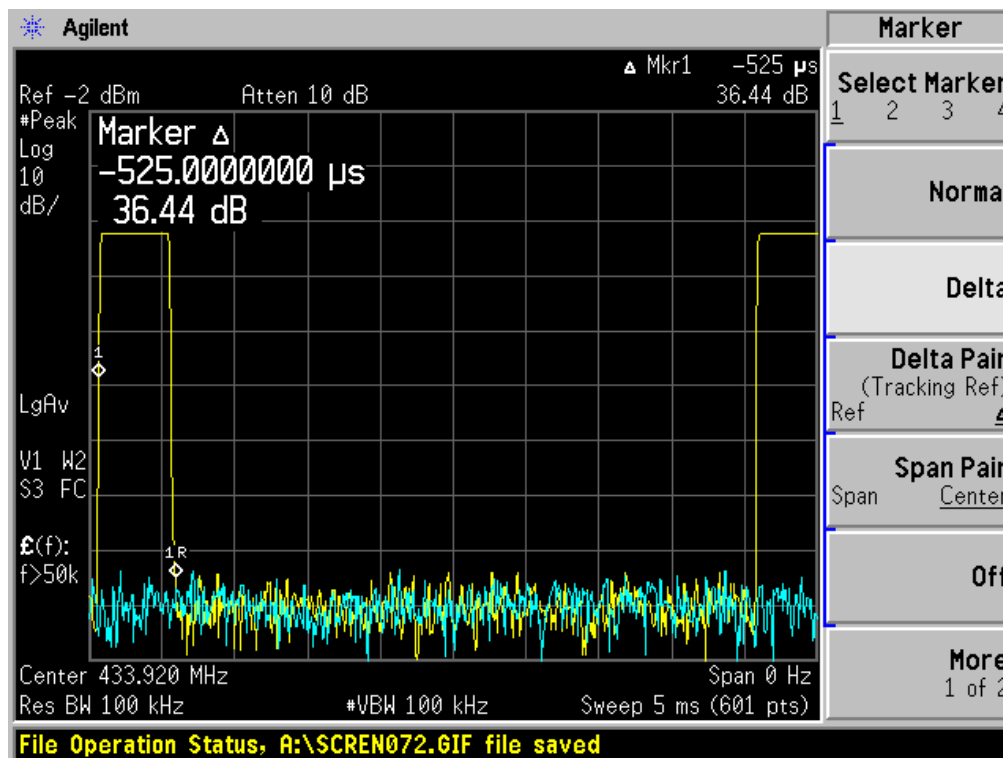 Agilent
Marker
Δ Mkr1 -525 µs
Ref -2 dBm Atten 10 dB 36.44 dB
#Peak
Log
10
dB/
Marker Δ
-525.0000000 µs
36.44 dB
1
1R
LgAv
V1 W2
S3 FC
£(f):
f>50k
Center 433.920 MHz Span 0 Hz
Res BW 100 kHz #VBW 100 kHz Sweep 5 ms (601 pts)
File Operation Status, A:\SCREN072.GIF file saved
Select Marker
1 2 3 4
Norma
Delta
Delta Pair
(Tracking Ref)
Ref Δ
Span Pair
Span Center
Off
More
1 of 2